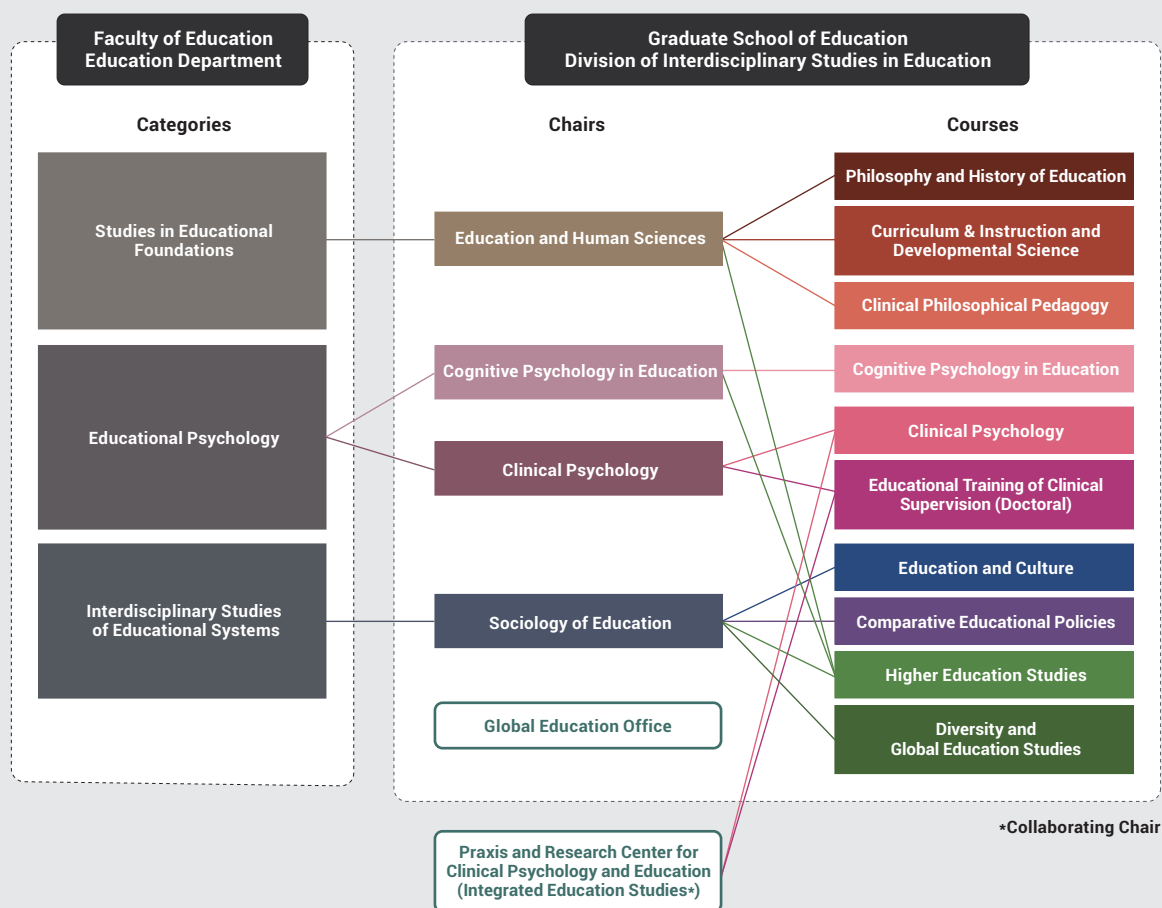 Faculty of Education
Education Department
Graduate School of Education
Division of Interdisciplinary Studies in Education
Categories
Chairs
Courses
Studies in Educational
Foundations
Educational Psychology
Interdisciplinary Studies
of Educational Systems
Education and Human Sciences
Cognitive Psychology in Education
Clinical Psychology
Sociology of Education
Global Education Office
Praxis and Research Center for
Clinical Psychology and Education
(Integrated Education Studies*)
Philosophy and History of Education
Curriculum & Instruction and
Developmental Science
Clinical Philosophical Pedagogy
Cognitive Psychology in Education
Clinical Psychology
Educational Training of Clinical
Supervision (Doctoral)
Education and Culture
Comparative Educational Policies
Higher Education Studies
Diversity and
Global Education Studies
*Collaborating Chair